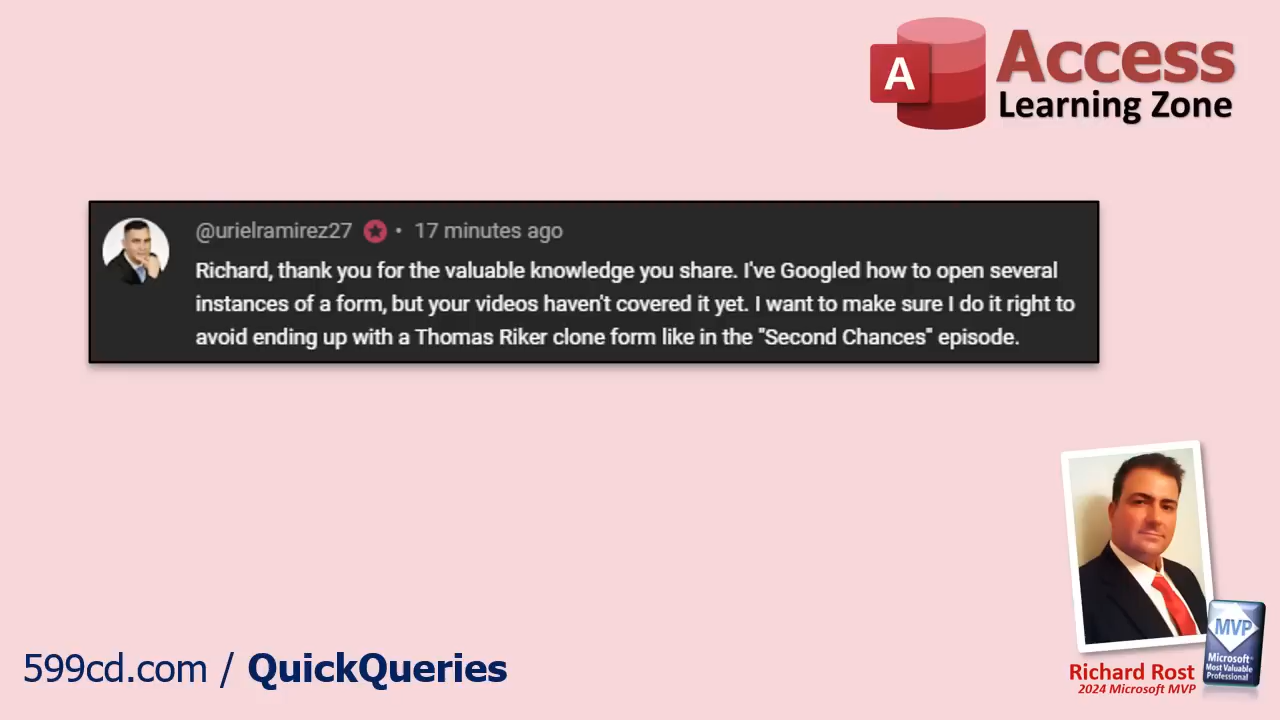 A Access
Learning Zone
@urielramirez27 • 17 minutes ago
Richard, thank you for the valuable knowledge you share. I've Googled how to open several
instances of a form, but your videos haven't covered it yet. I want to make sure I do it right to
avoid ending up with a Thomas Riker clone form like in the "Second Chances" episode.
MVP
Microsoft®
Most Valuable
Professional
Richard Rost
2024 Microsoft MVP
599cd.com / QuickQueries